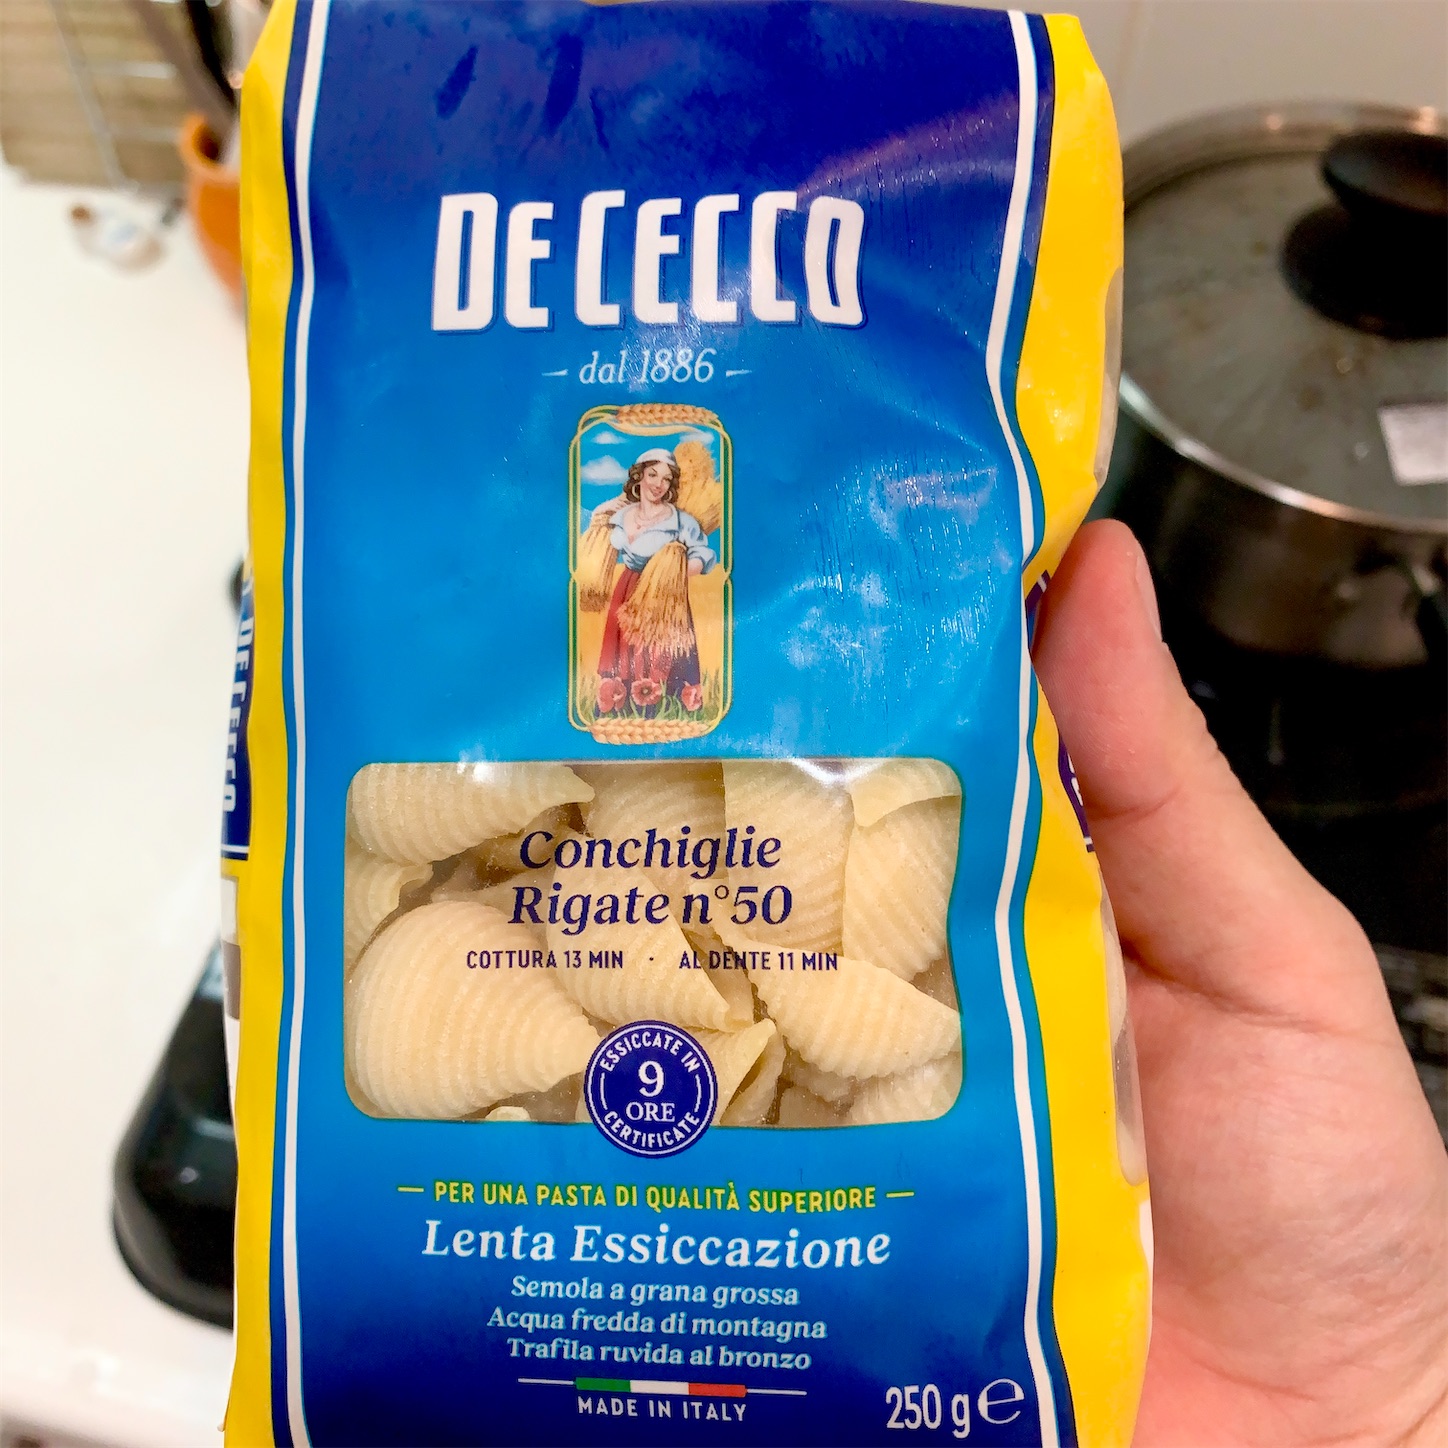 DE CECCO
dal 1886
Conchiglie
Rigate n°50
COTTURA 13 MIN · AL DENTE 11 MIN
ESSICCATE IN
9
ORE
CERTIFICATE
PER UNA PASTA DI QUALITÀ SUPERIORE
Lenta Essiccazione
Semola a grana grossa
Acqua fredda di montagna
Trafila ruvida al bronzo
MADE IN ITALY
250 g ℮
DE CECCO